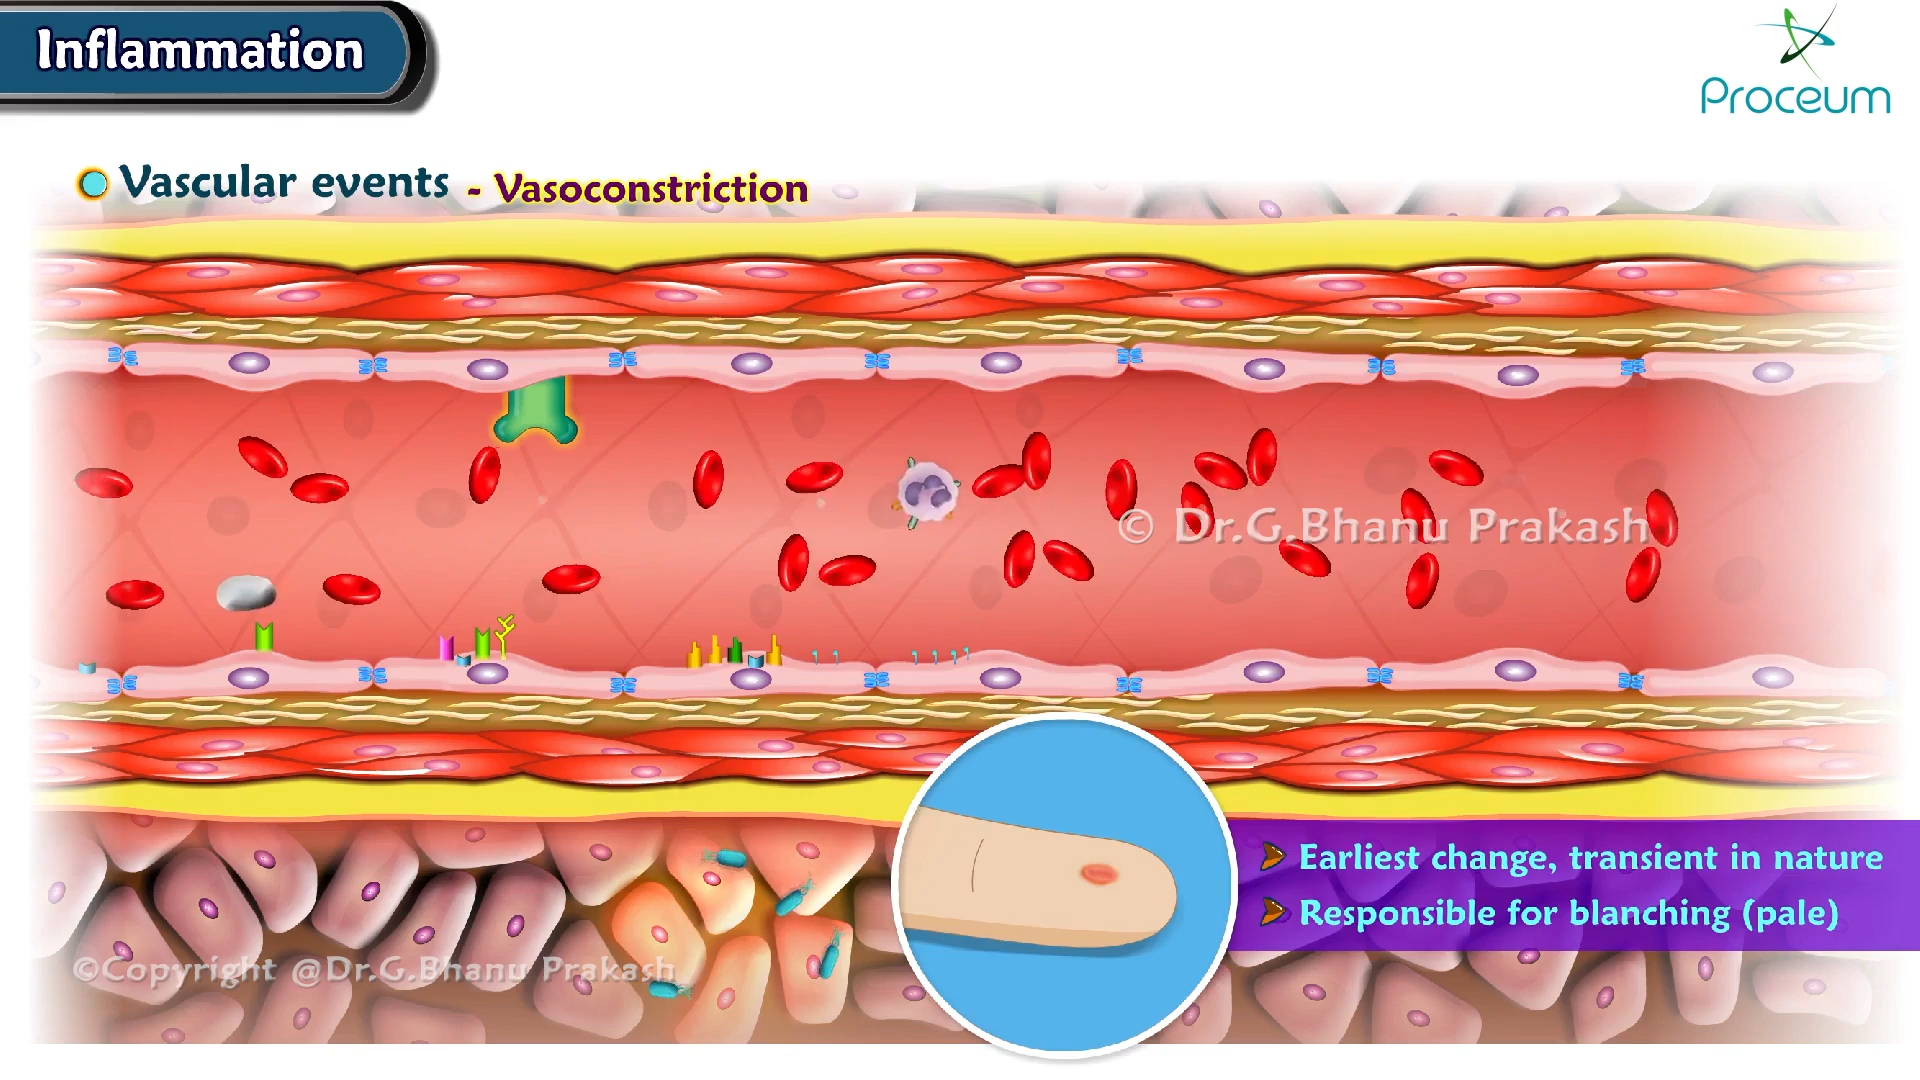 Inflammation
Proceum
Vascular events - Vasoconstriction
© Dr.G.Bhanu Prakash
Earliest change, transient in nature
Responsible for blanching (pale)
©Copyright @Dr.G.Bhanu Prakash